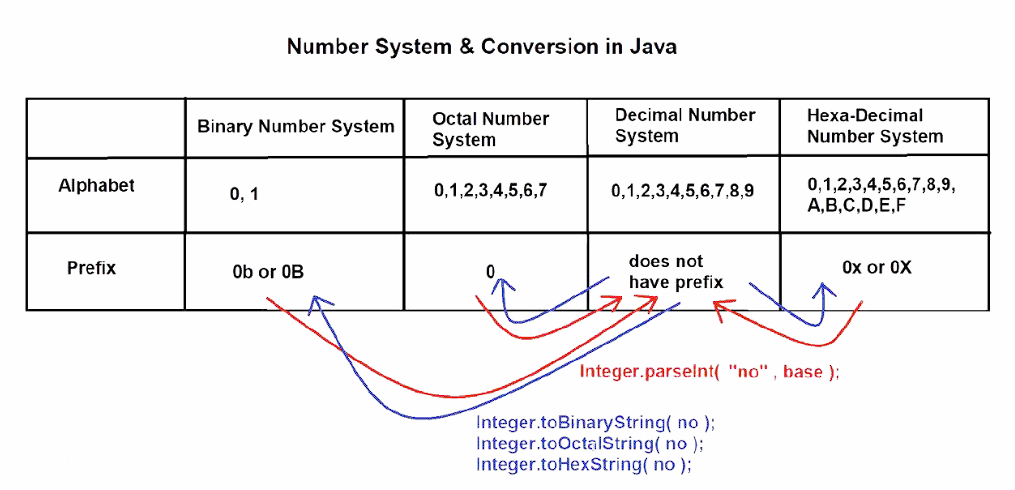 Number System & Conversion in Java
Binary Number System
Octal Number
System
Decimal Number
System
Hexa-Decimal
Number System
Alphabet
0, 1
0,1,2,3,4,5,6,7
0,1,2,3,4,5,6,7,8,9
0,1,2,3,4,5,6,7,8,9,
A,B,C,D,E,F
Prefix
0b or 0B
0
does not
have prefix
0x or 0X
Integer.parseInt( "no" , base );
Integer.toBinaryString( no );
Integer.toOctalString( no );
Integer.toHexString( no );